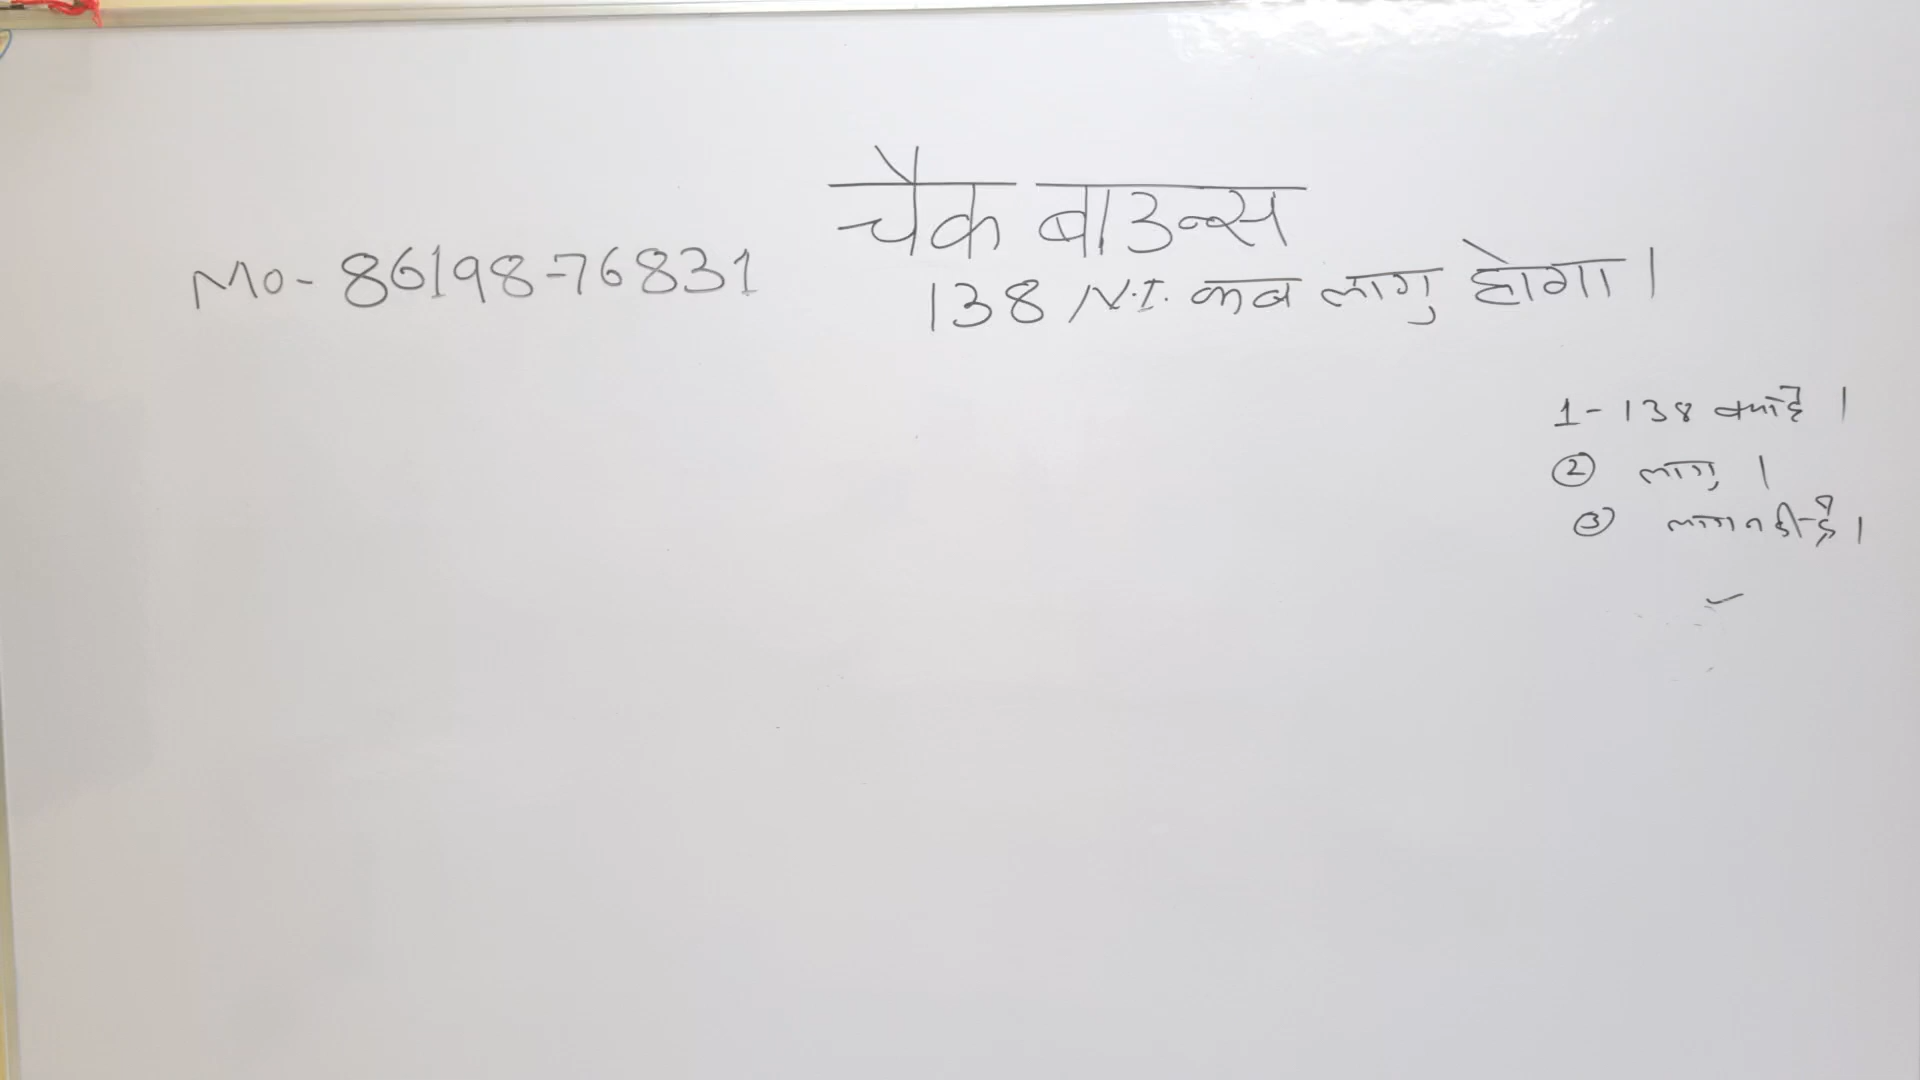 चैक बाउन्स
Mo- 86198-76831
138 N.I. कब लागु होगा।
1- 138 क्या है।
② लागु।
③ लागु नही है।